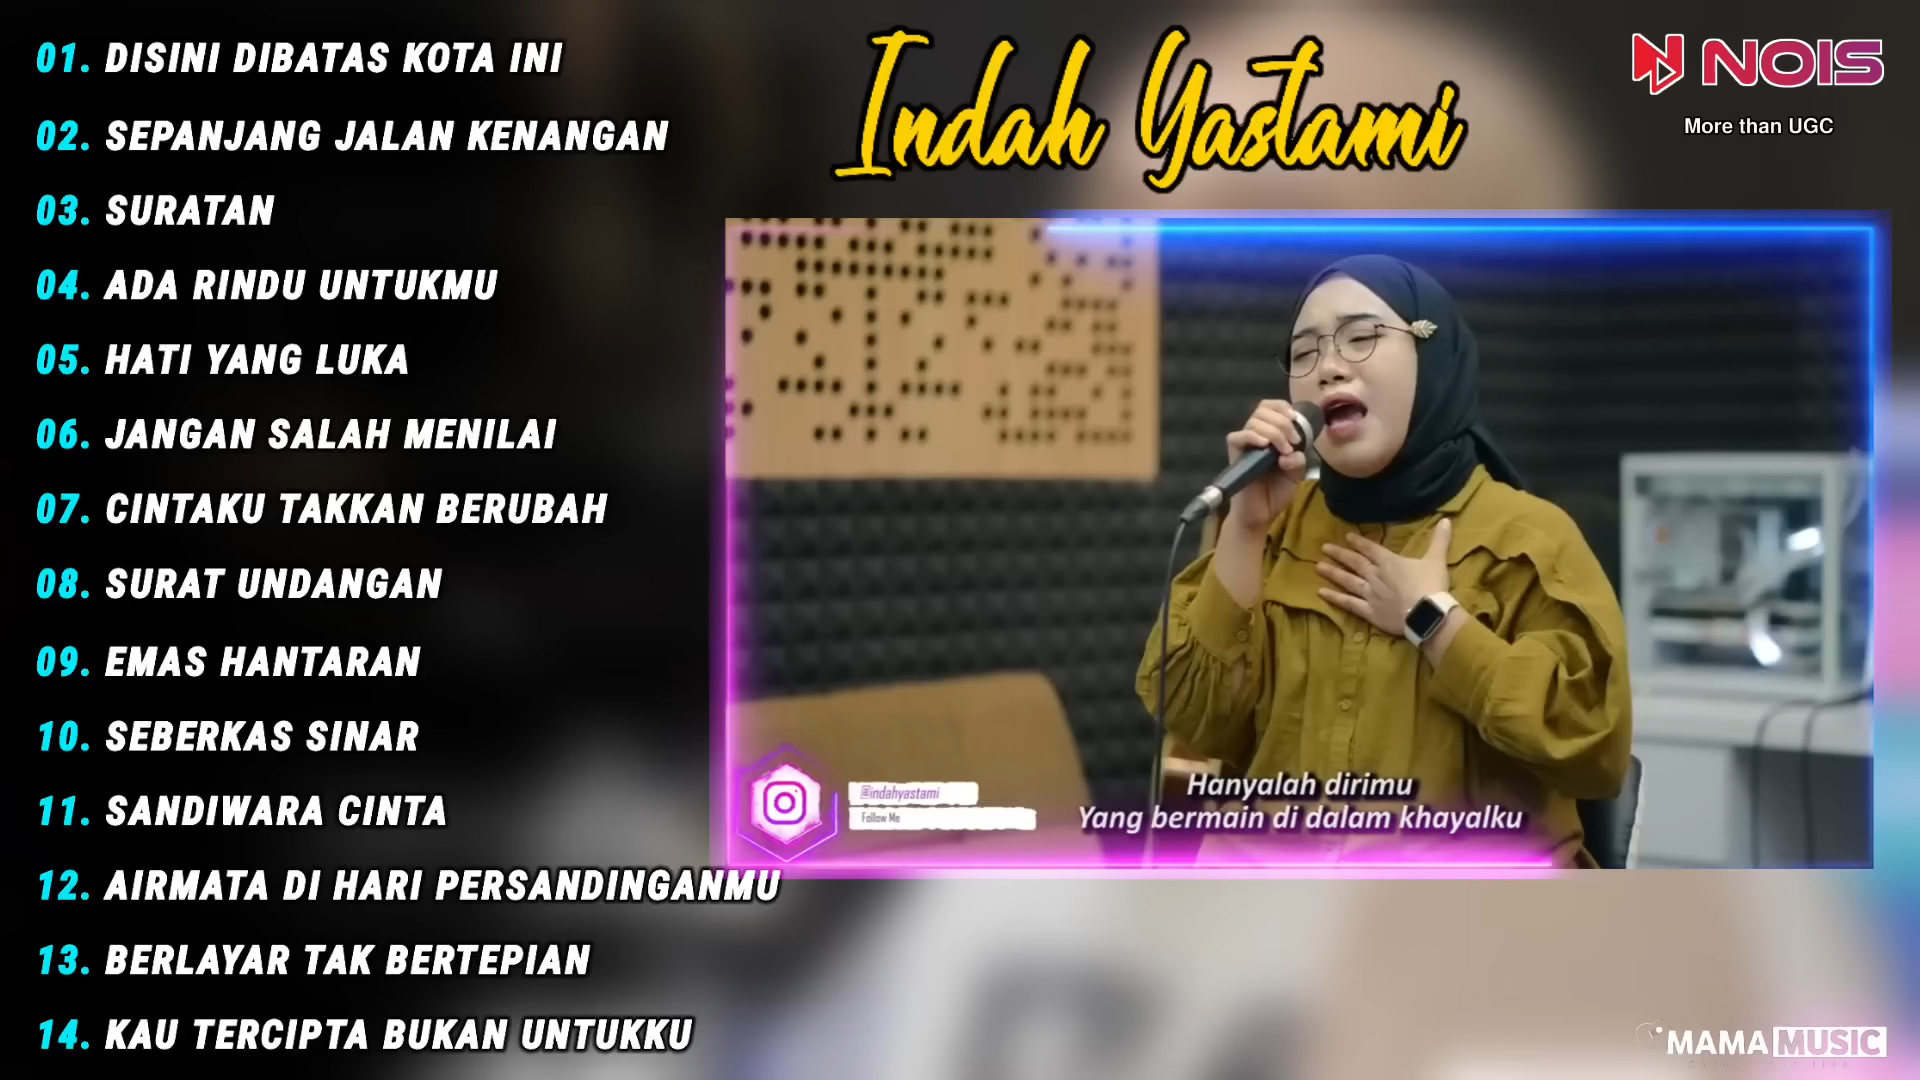 01. DISINI DIBATAS KOTA INI
02. SEPANJANG JALAN KENANGAN
03. SURATAN
04. ADA RINDU UNTUKMU
05. HATI YANG LUKA
06. JANGAN SALAH MENILAI
07. CINTAKU TAKKAN BERUBAH
08. SURAT UNDANGAN
09. EMAS HANTARAN
10. SEBERKAS SINAR
11. SANDIWARA CINTA
12. AIRMATA DI HARI PERSANDINGANMU
13. BERLAYAR TAK BERTEPIAN
14. KAU TERCIPTA BUKAN UNTUKKU
Indah Yastami
NOIS
More than UGC
@indahyastami
Follow Me
Hanyalah dirimu
Yang bermain di dalam khayalku
MAMA MUSIC